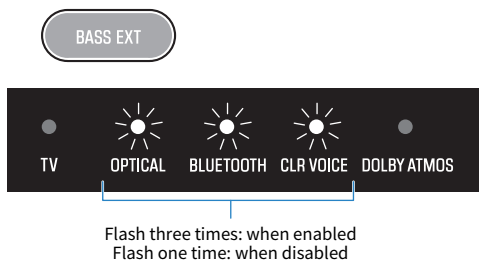 BASS EXT
TV OPTICAL BLUETOOTH CLR VOICE DOLBY ATMOS
Flash three times: when enabled
Flash one time: when disabled